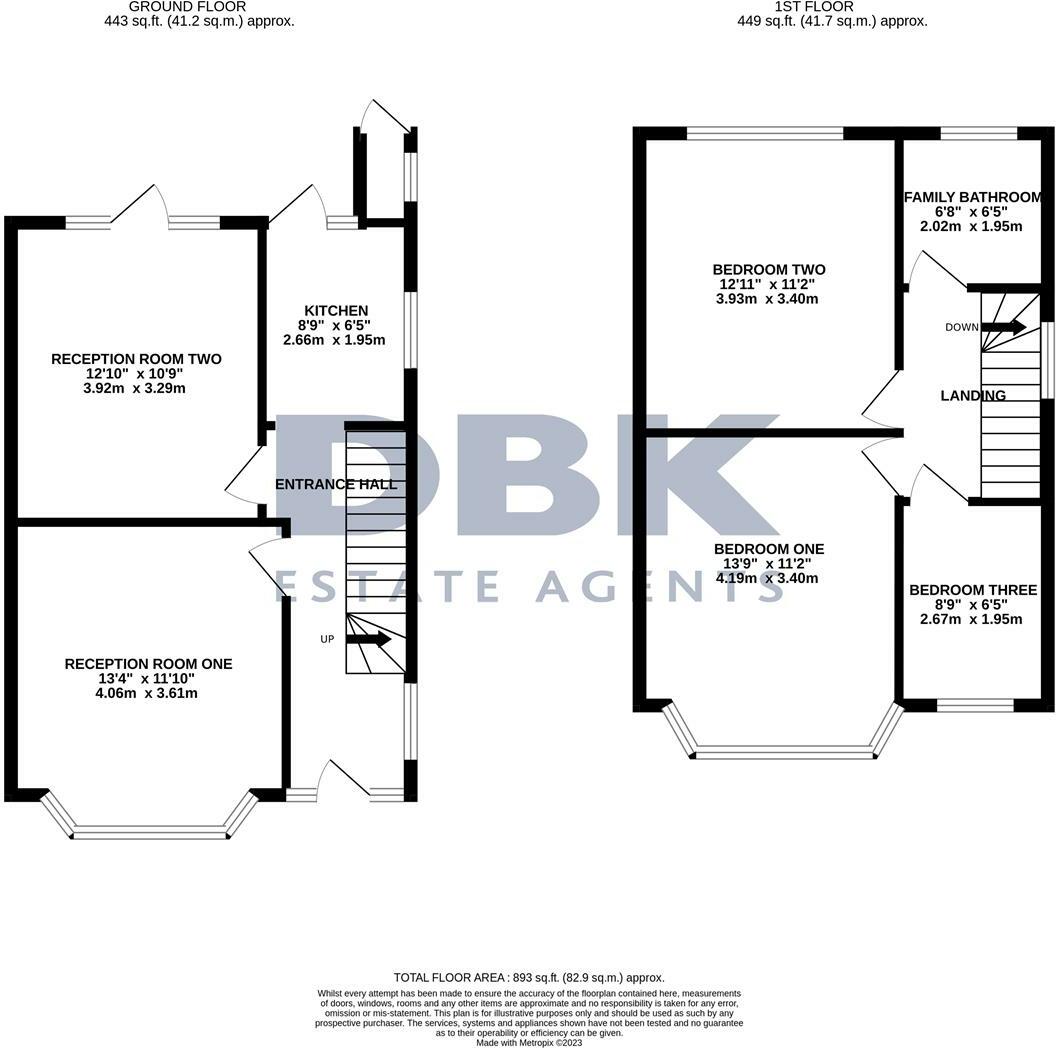 GROUND FLOOR
443 sq.ft. (41.2 sq.m.) approx.
1ST FLOOR
449 sq.ft. (41.7 sq.m.) approx.
RECEPTION ROOM TWO
12'10" x 10'9"
3.92m x 3.29m
KITCHEN
8'9" x 6'5"
2.66m x 1.95m
ENTRANCE HALL
UP
RECEPTION ROOM ONE
13'4" x 11'10"
4.06m x 3.61m
BEDROOM TWO
12'11" x 11'2"
3.93m x 3.40m
FAMILY BATHROOM
6'8" x 6'5"
2.02m x 1.95m
DOWN
LANDING
BEDROOM ONE
13'9" x 11'2"
4.19m x 3.40m
BEDROOM THREE
8'9" x 6'5"
2.67m x 1.95m
DBK
ESTATE AGENTS
TOTAL FLOOR AREA : 893 sq.ft. (82.9 sq.m.) approx.
Whilst every attempt has been made to ensure the accuracy of the floorplan contained here, measurements
of doors, windows, rooms and any other items are approximate and no responsibility is taken for any error,
omission or mis-statement. This plan is for illustrative purposes only and should be used as such by any
prospective purchaser. The services, systems and appliances shown have not been tested and no guarantee
as to their operability or efficiency can be given.
Made with Metropix ©2023